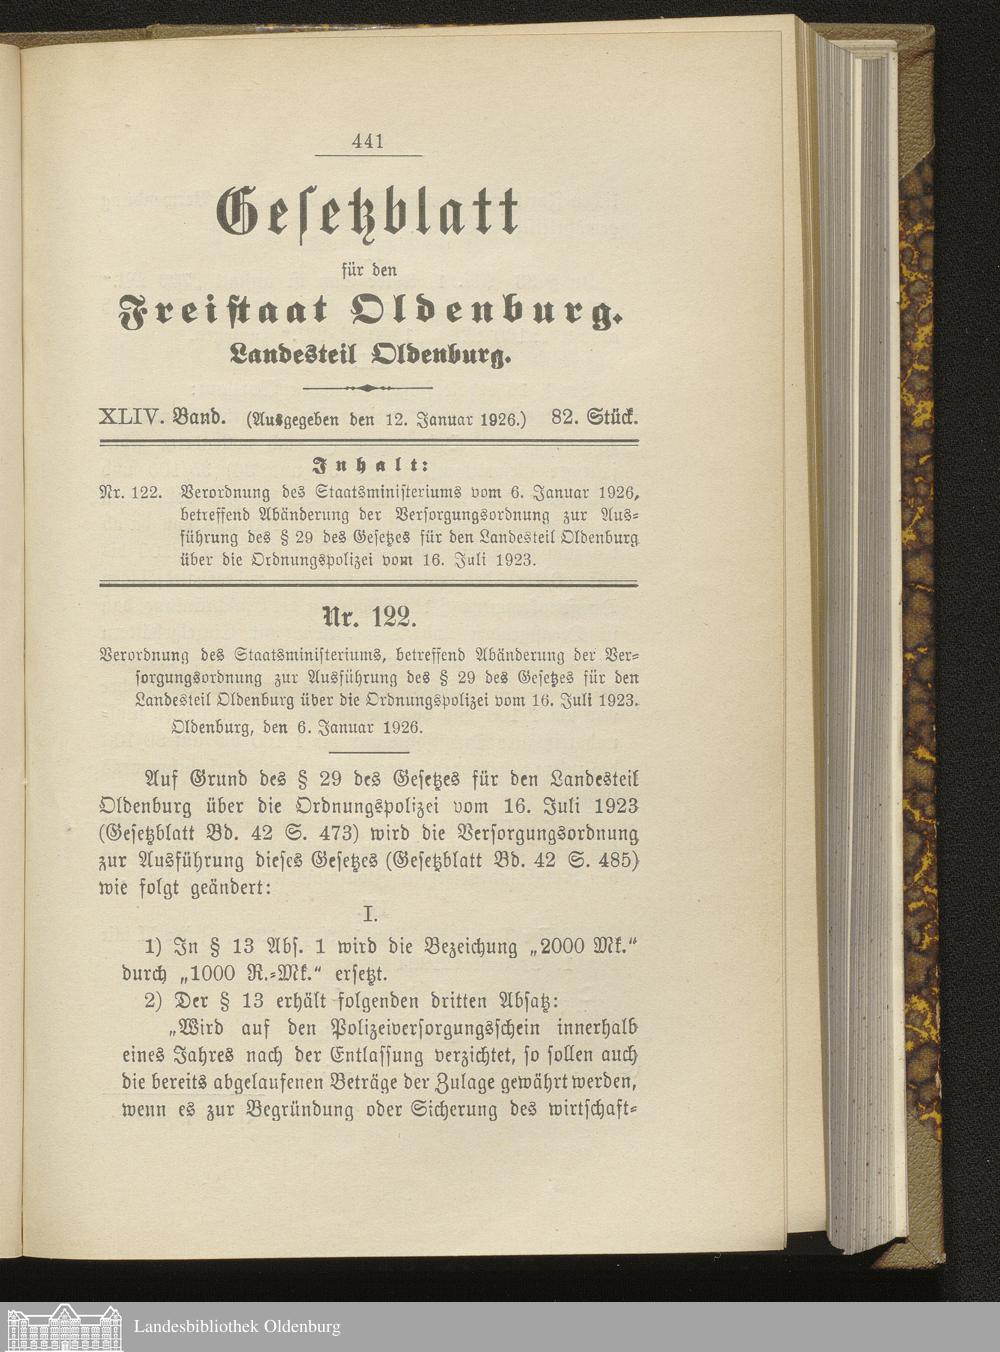 441
Gesetzblatt
für den
Freistaat Oldenburg.
Landesteil Oldenburg.
XLIV. Band. (Ausgegeben den 12. Januar 1926.) 82. Stück.
Inhalt:
Nr. 122. Verordnung des Staatsministeriums vom 6. Januar 1926,
betreffend Abänderung der Versorgungsordnung zur Aus-
führung des § 29 des Gesetzes für den Landesteil Oldenburg
über die Ordnungspolizei vom 16. Juli 1923.
Nr. 122.
Verordnung des Staatsministeriums, betreffend Abänderung der Ver-
sorgungsordnung zur Ausführung des § 29 des Gesetzes für den
Landesteil Oldenburg über die Ordnungspolizei vom 16. Juli 1923.
Oldenburg, den 6. Januar 1926.
Auf Grund des § 29 des Gesetzes für den Landesteil
Oldenburg über die Ordnungspolizei vom 16. Juli 1923
(Gesetzblatt Bd. 42 S. 473) wird die Versorgungsordnung
zur Ausführung dieses Gesetzes (Gesetzblatt Bd. 42 S. 485)
wie folgt geändert:
I.
1) In § 13 Abs. 1 wird die Bezeichung „2000 Mk.“
durch „1000 R.-Mk.“ ersetzt.
2) Der § 13 erhält folgenden dritten Absatz:
„Wird auf den Polizeiversorgungsschein innerhalb
eines Jahres nach der Entlassung verzichtet, so sollen auch
die bereits abgelaufenen Beträge der Zulage gewährt werden,
wenn es zur Begründung oder Sicherung des wirtschaft-
Landesbibliothek Oldenburg